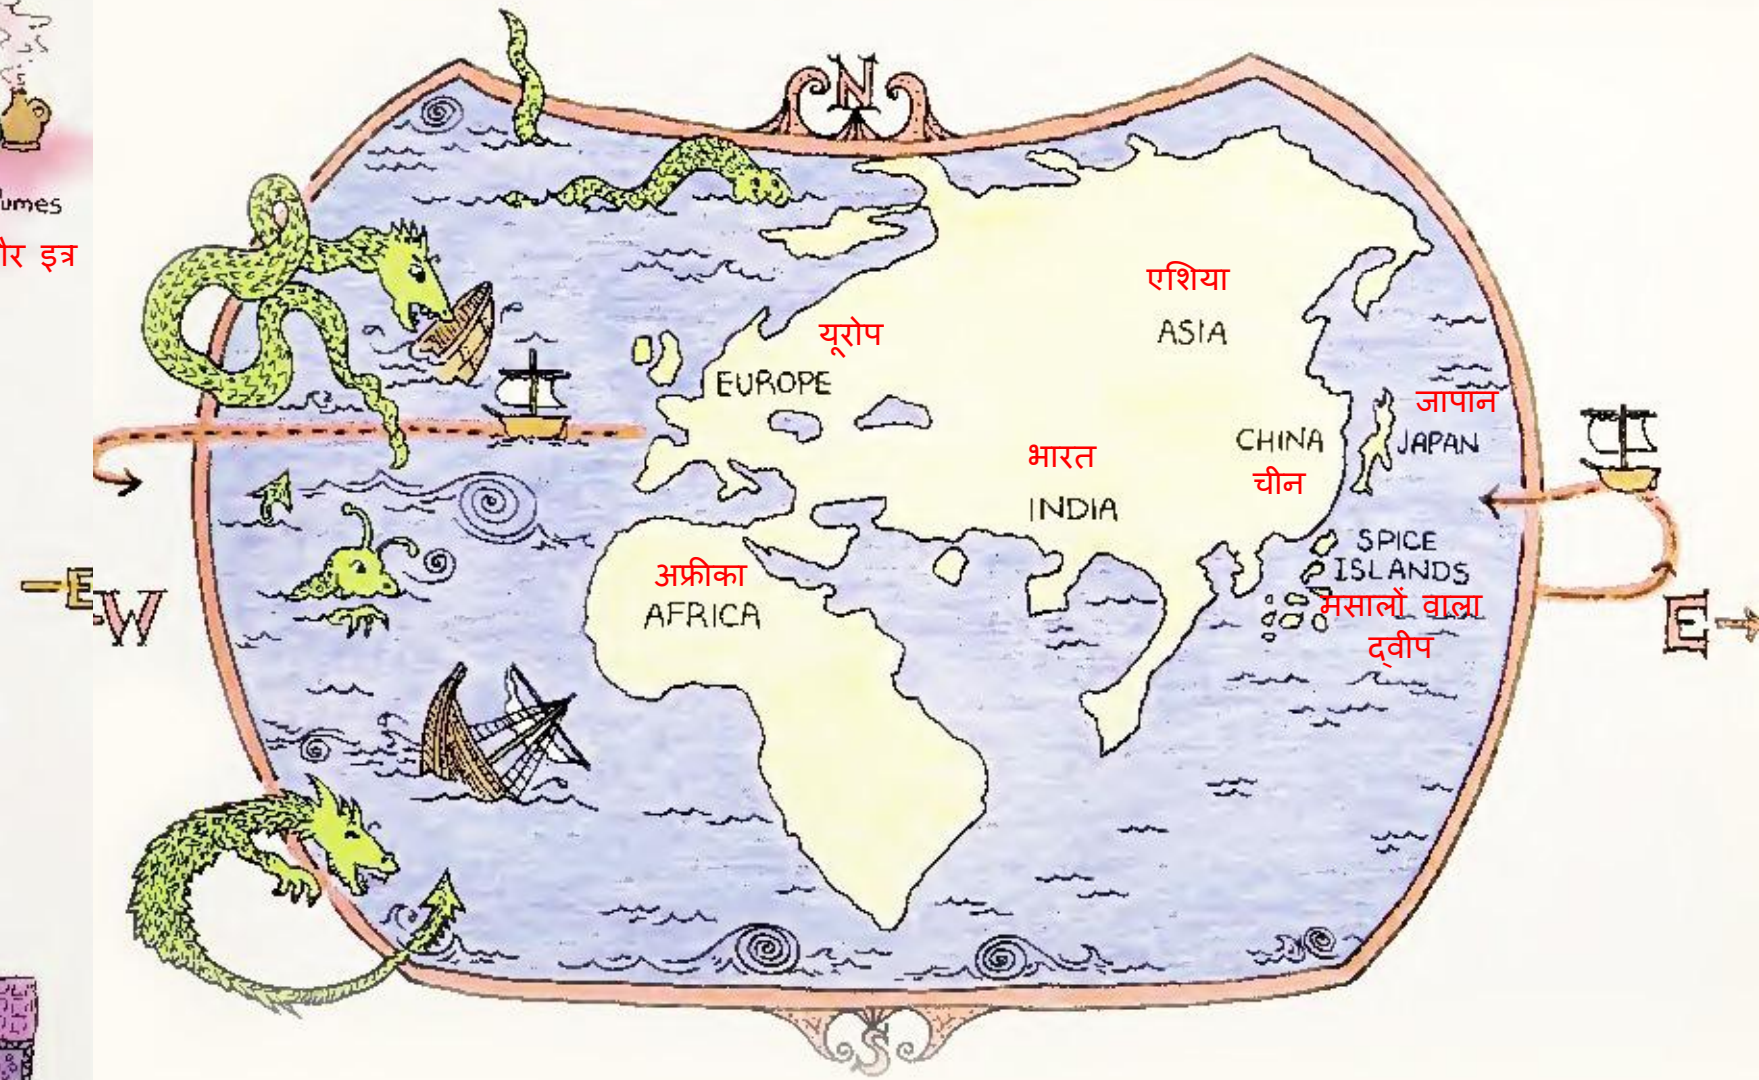 umes
इत्र
N
एशिया
ASIA
यूरोप
EUROPE
जापान
JAPAN
CHINA
चीन
भारत
INDIA
SPICE
ISLANDS
मसालों वाला
द्वीप
अफ्रीका
AFRICA
E
W
E
S